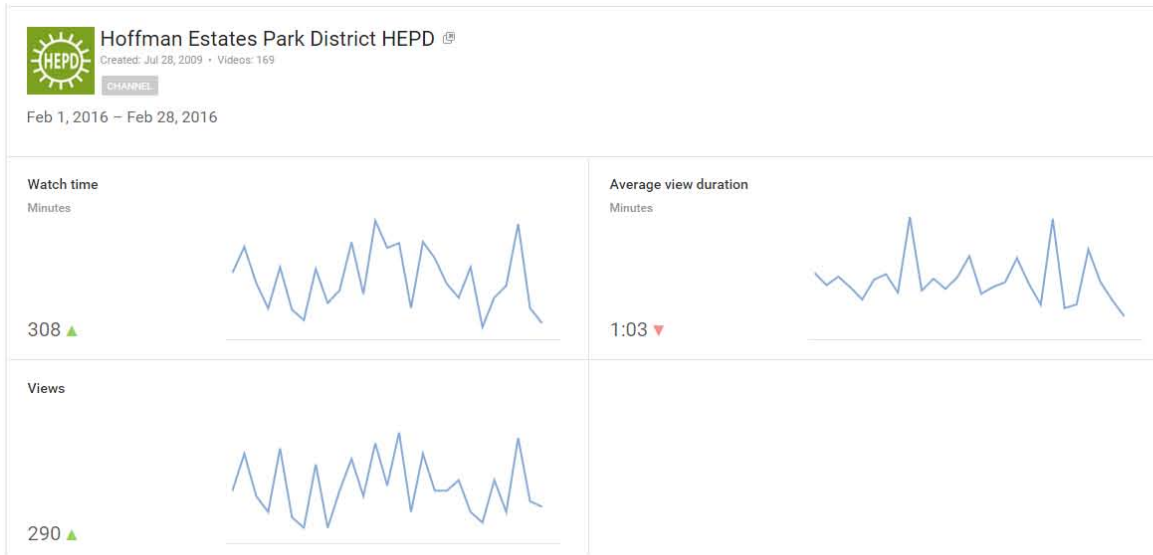 HEPD
Hoffman Estates Park District HEPD
Created: Jul 28, 2009 • Videos: 169
CHANNEL
Feb 1, 2016 – Feb 28, 2016
Watch time
Minutes
308
Average view duration
Minutes
1:03
Views
290